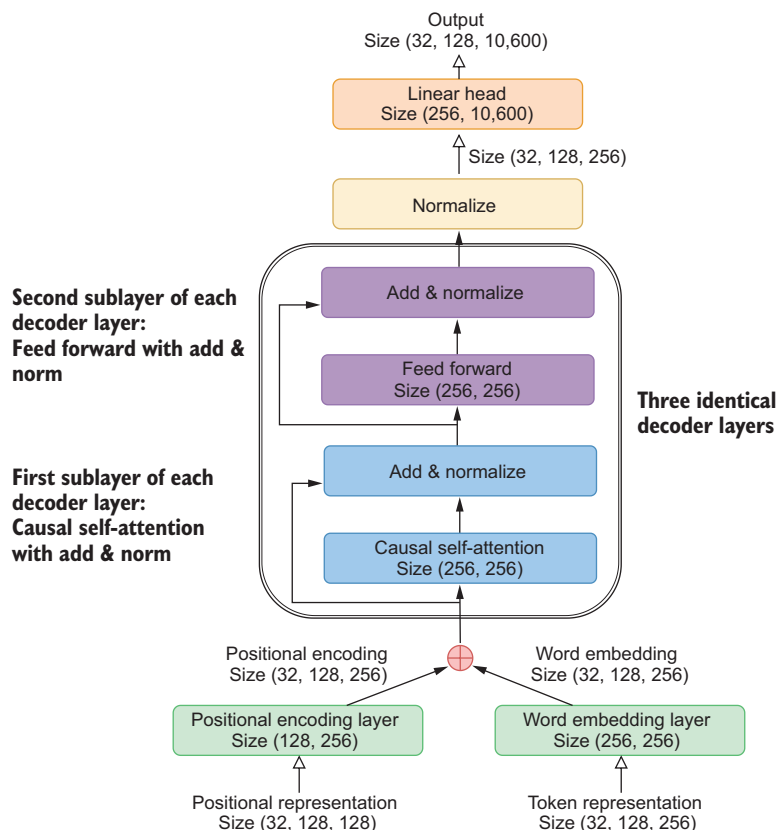 Output
Size (32, 128, 10,600)
Linear head
Size (256, 10,600)
Size (32, 128, 256)
Normalize
Add & normalize
Second sublayer of each
decoder layer:
Feed forward with add &
norm
Feed forward
Size (256, 256)
Three identical
decoder layers
Add & normalize
First sublayer of each
decoder layer:
Causal self-attention
with add & norm
Causal self-attention
Size (256, 256)
Positional encoding
Size (32, 128, 256)
Word embedding
Size (32, 128, 256)
Positional encoding layer
Size (128, 256)
Word embedding layer
Size (256, 256)
Positional representation
Size (32, 128, 128)
Token representation
Size (32, 128, 256)